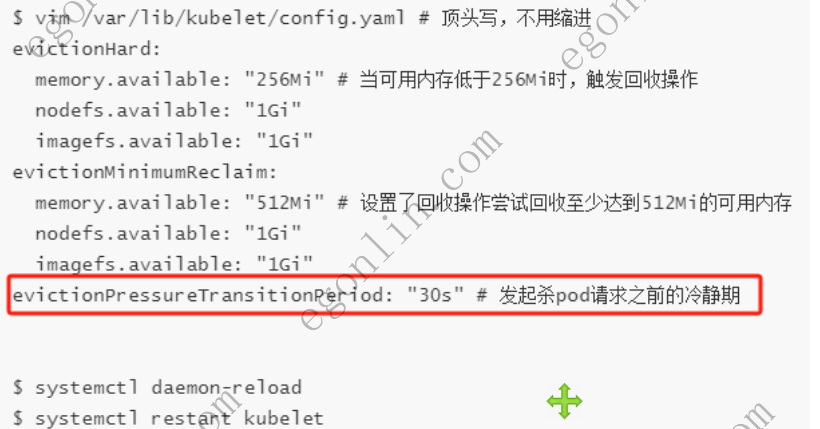 $ vim /var/lib/kubelet/config.yaml # 顶头写，不用缩进
evictionHard:
  memory.available: "256Mi" # 当可用内存低于256Mi时，触发回收操作
  nodefs.available: "1Gi"
  imagefs.available: "1Gi"
evictionMinimumReclaim:
  memory.available: "512Mi" # 设置了回收操作尝试回收至少达到512Mi的可用内存
  nodefs.available: "1Gi"
  imagefs.available: "1Gi"
evictionPressureTransitionPeriod: "30s" # 发起杀pod请求之前的冷静期
$ systemctl daemon-reload
$ systemctl restart kubelet
egonlin.com